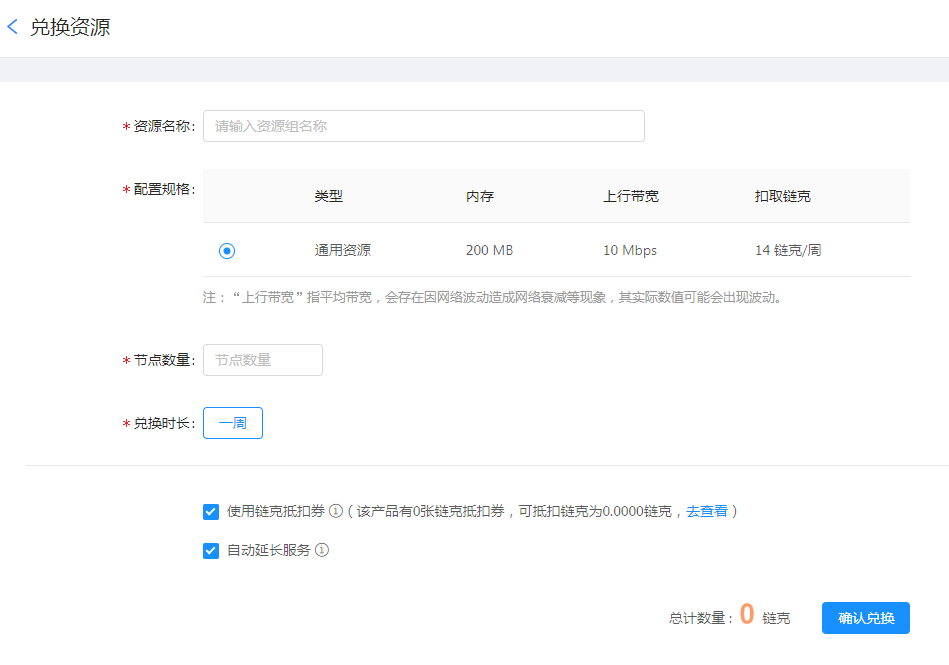 兑换资源
*资源名称: 请输入资源组名称
*配置规格: 类型 内存 上行带宽 扣取链克
通用资源 200 MB 10 Mbps 14 链克/周
注：“上行带宽”指平均带宽，会存在因网络波动造成网络衰减等现象，其实际数值可能会出现波动。
*节点数量: 节点数量
*兑换时长: 一周
使用链克抵扣券 (该产品有0张链克抵扣券，可抵扣链克为0.0000链克，去查看)
自动延长服务
总计数量: 0 链克 确认兑换